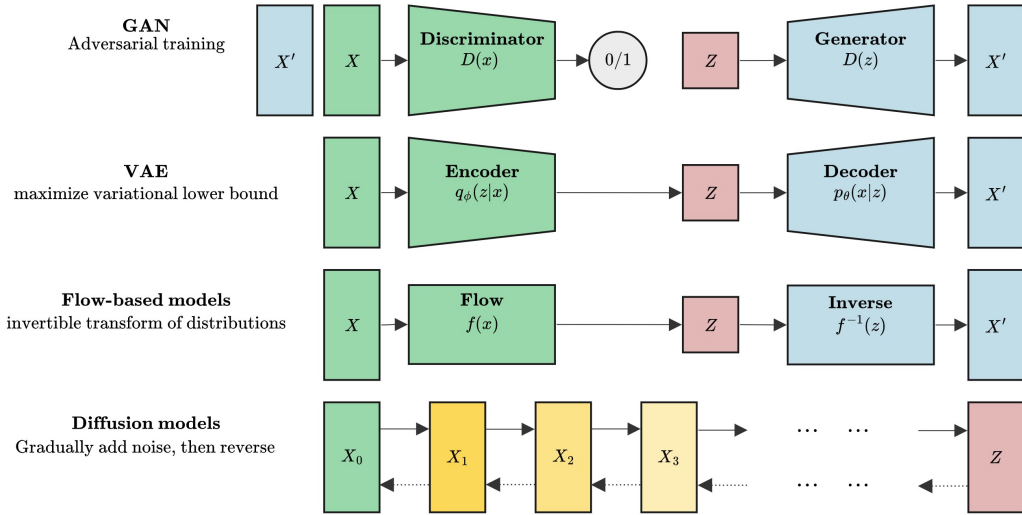 GAN
Adversarial training
X′
X
Discriminator
D(x)
0/1
Z
Generator
D(z)
X′
VAE
maximize variational lower bound
X
Encoder
qϕ(z|x)
Z
Decoder
pθ(x|z)
X′
Flow-based models
invertible transform of distributions
X
Flow
f(x)
Z
Inverse
f⁻¹(z)
X′
Diffusion models
Gradually add noise, then reverse
X₀
X₁
X₂
X₃
... ...
... ...
Z